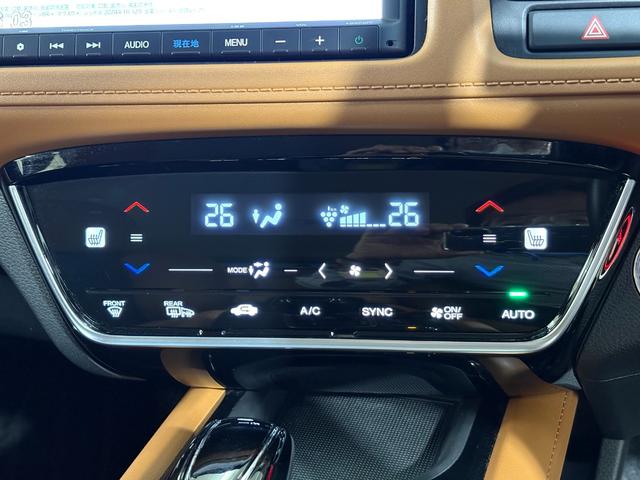 AUDIO 現在地 MENU − +
26 26
MODE
FRONT REAR A/C SYNC ON/OFF AUTO